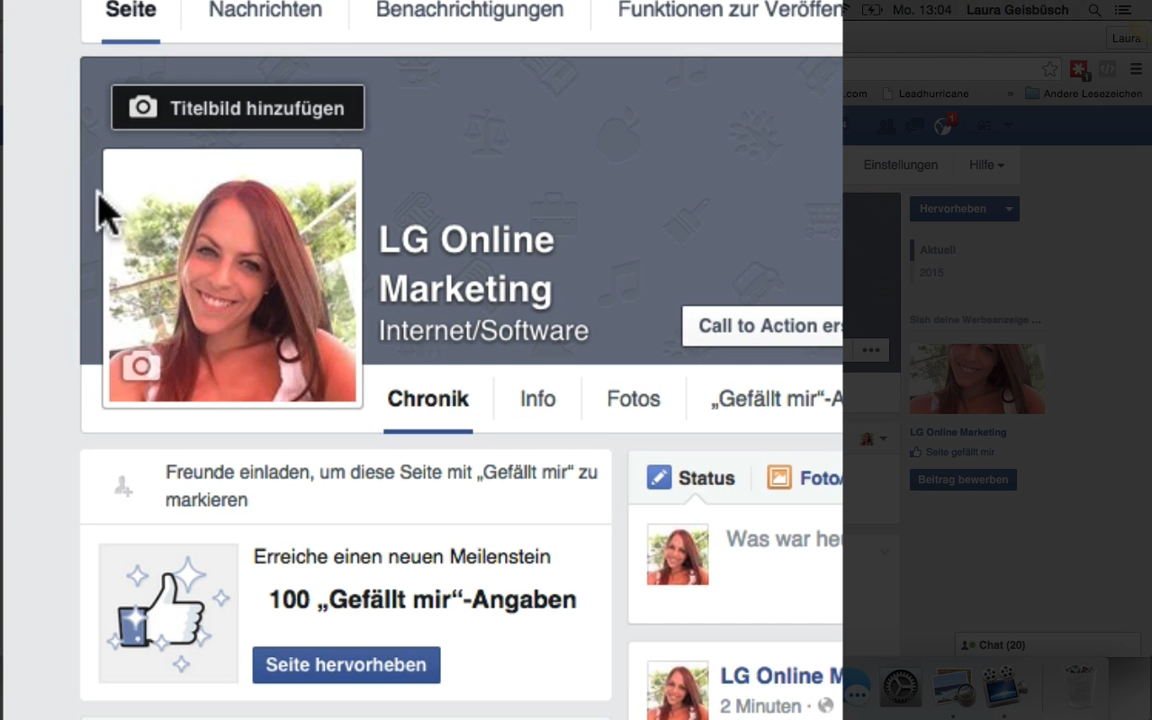 Seite Nachrichten Benachrichtigungen Funktionen zur Veröffen
Mo. 13:04 Laura Geisbüsch
Laura
.com Leadhurricane » Andere Lesezeichen
1
Einstellungen Hilfe
Titelbild hinzufügen
Hervorheben
Aktuell
2015
LG Online
Marketing
Internet/Software
Call to Action ers
Sieh deine Werbeanzeige ...
Chronik Info Fotos „Gefällt mir“-A
LG Online Marketing
Seite gefällt mir
Beitrag bewerben
Freunde einladen, um diese Seite mit „Gefällt mir“ zu
markieren
Status Foto/
Was war heu
Erreiche einen neuen Meilenstein
100 „Gefällt mir“-Angaben
Seite hervorheben
LG Online M
2 Minuten ·
Chat (20)